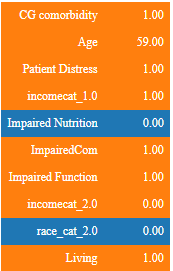 CG comorbidity 1.00
Age 59.00
Patient Distress 1.00
incomecat_1.0 1.00
Impaired Nutrition 0.00
ImpairedCom 1.00
Impaired Function 1.00
incomecat_2.0 0.00
race_cat_2.0 0.00
Living 1.00